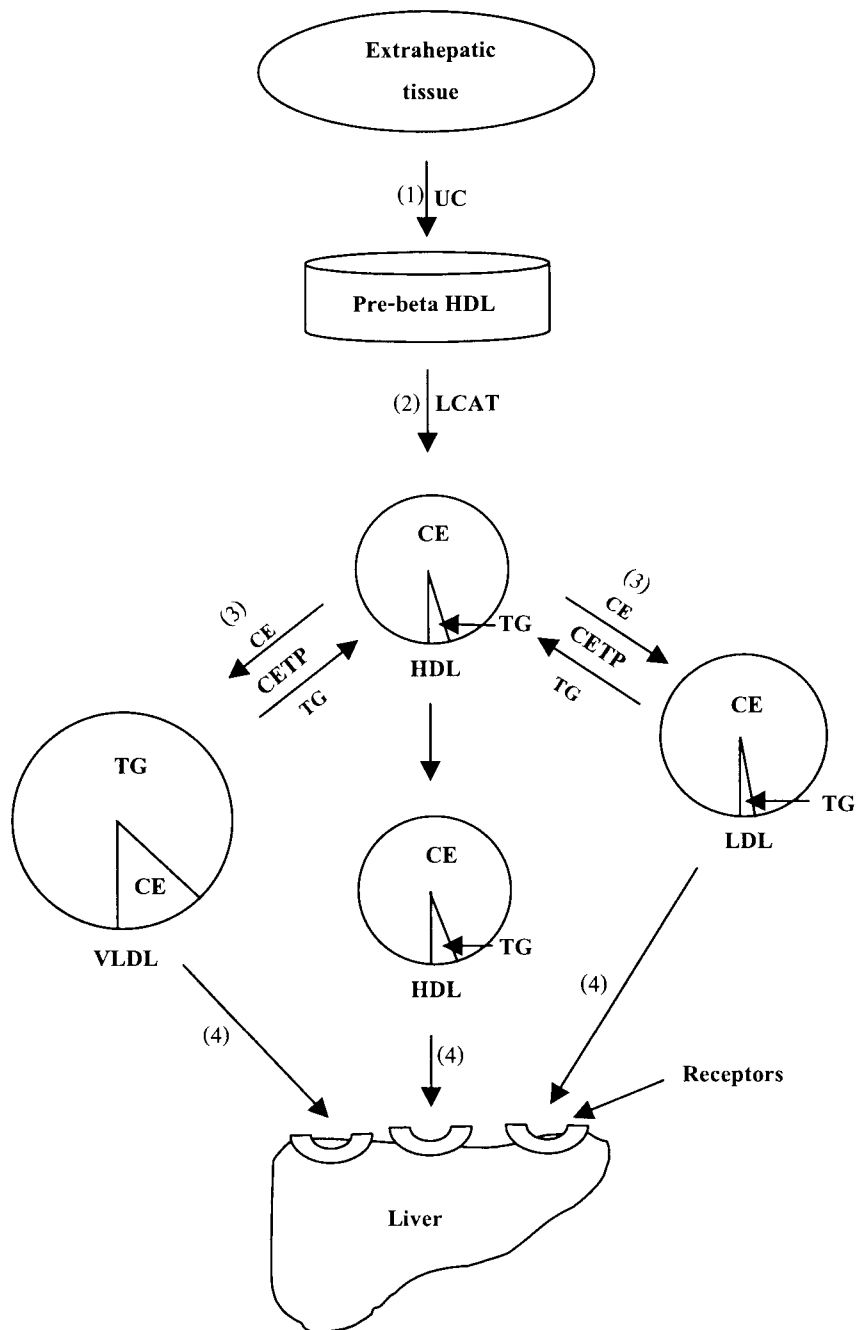 Extrahepatic
tissue
(1) UC
Pre-beta HDL
(2) LCAT
CE
TG
HDL
(3)
CE
CETP
TG
(3)
CE
CETP
TG
TG
CE
VLDL
CE
TG
HDL
CE
TG
LDL
(4)
(4)
(4)
Receptors
Liver